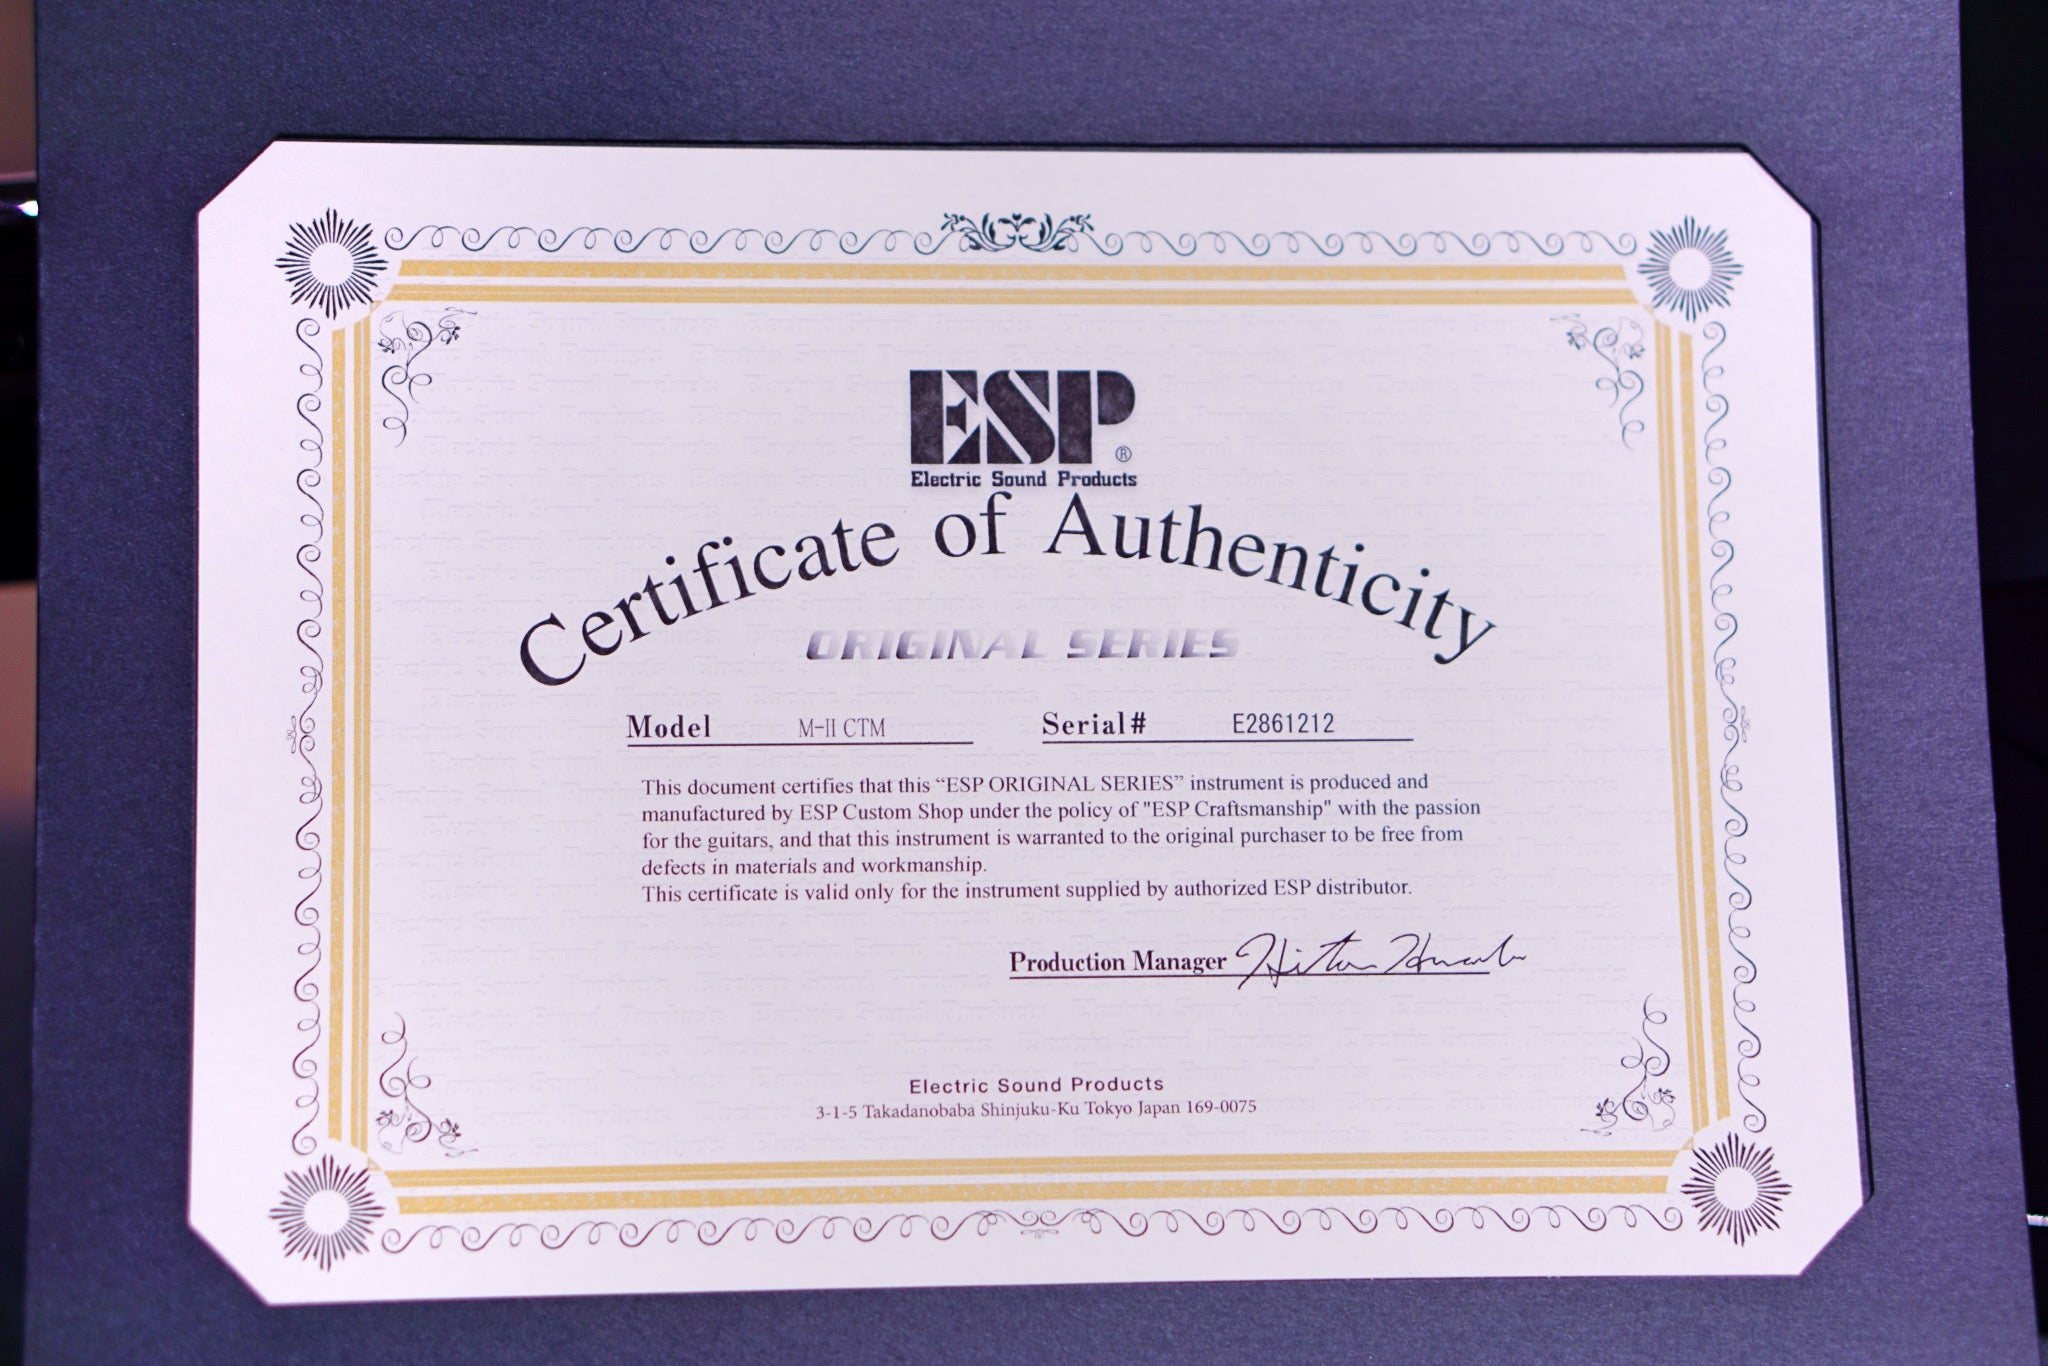 ESP®
Electric Sound Products
Certificate of Authenticity
ORIGINAL SERIES
Model M-II CTM Serial# E2861212
This document certifies that this “ESP ORIGINAL SERIES” instrument is produced and
manufactured by ESP Custom Shop under the policy of "ESP Craftsmanship" with the passion
for the guitars, and that this instrument is warranted to the original purchaser to be free from
defects in materials and workmanship.
This certificate is valid only for the instrument supplied by authorized ESP distributor.
Production Manager
Electric Sound Products
3-1-5 Takadanobaba Shinjuku-Ku Tokyo Japan 169-0075